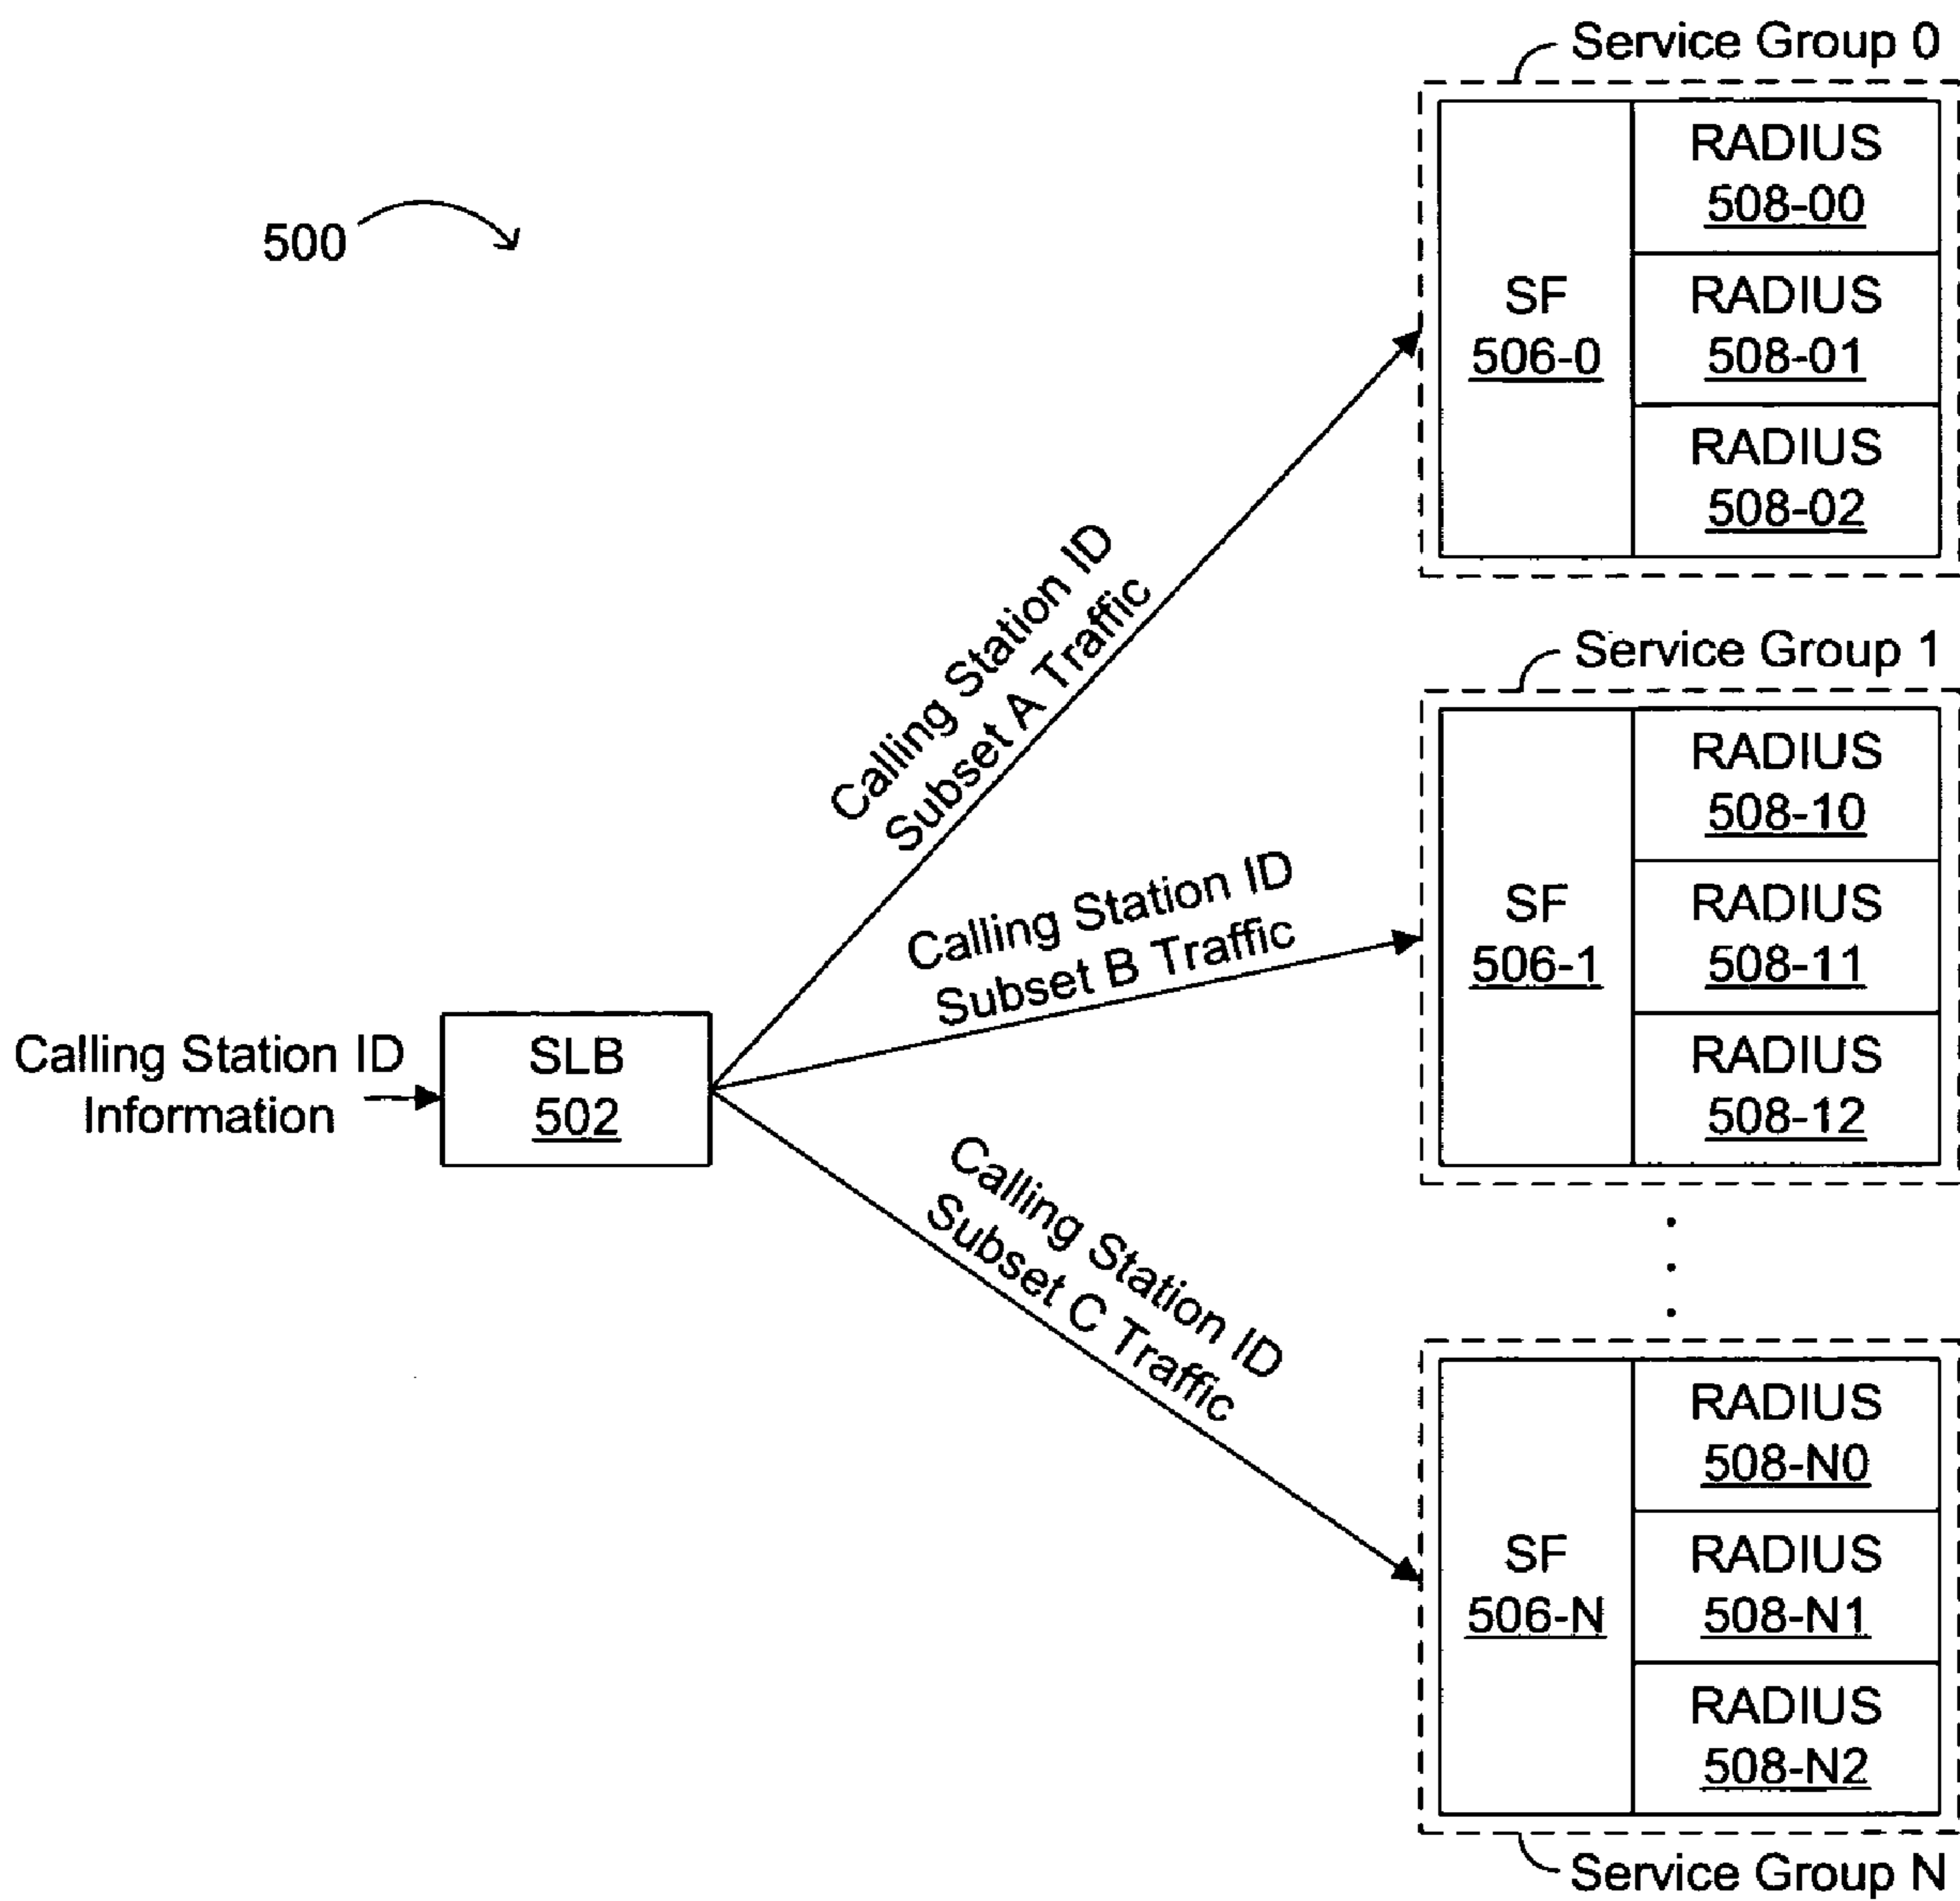 Service Group 0
RADIUS
508-00
500
SF
506-0
RADIUS
508-01
RADIUS
508-02
Calling Station ID
Subset A Traffic
Service Group 1
RADIUS
508-10
SF
506-1
RADIUS
508-11
RADIUS
508-12
Calling Station ID
Subset B Traffic
Calling Station ID
Information
SLB
502
Calling Station ID
Subset C Traffic
RADIUS
508-N0
SF
506-N
RADIUS
508-N1
RADIUS
508-N2
Service Group N